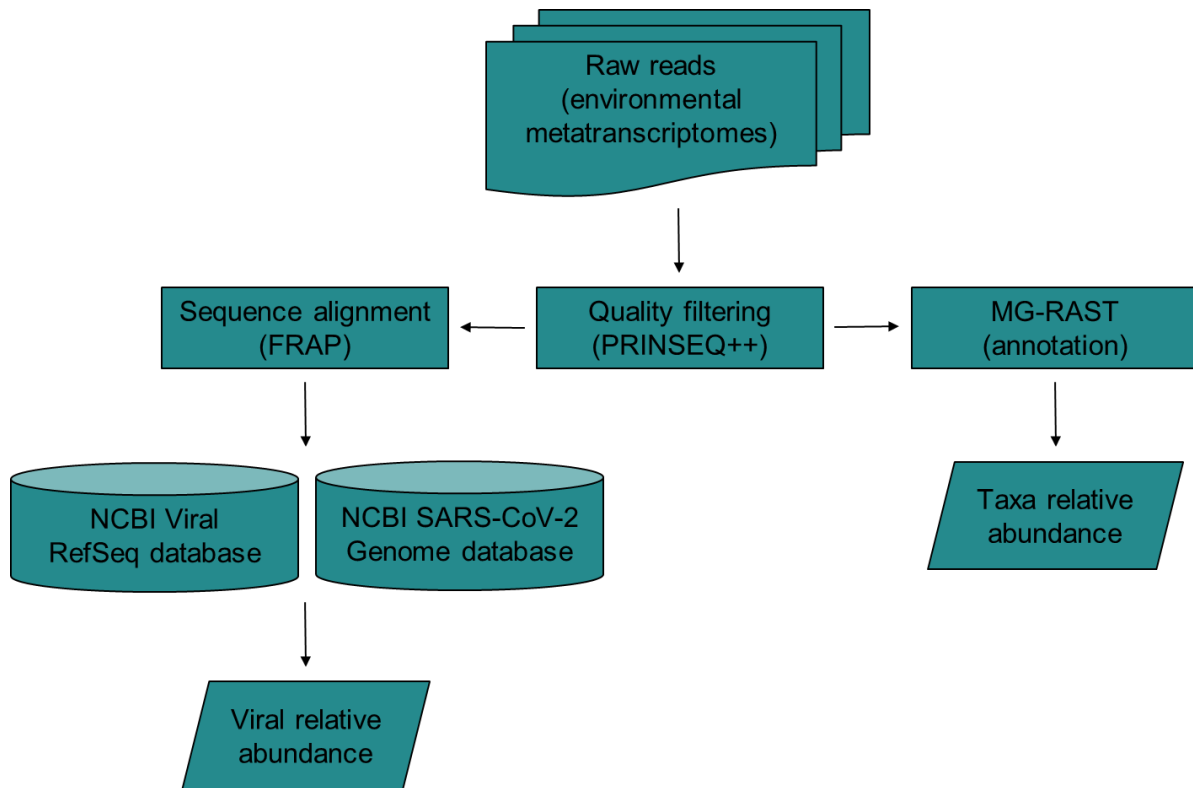 Raw reads
(environmental
metatranscriptomes)
Sequence alignment
(FRAP)
Quality filtering
(PRINSEQ++)
MG-RAST
(annotation)
NCBI Viral
RefSeq database
NCBI SARS-CoV-2
Genome database
Taxa relative
abundance
Viral relative
abundance